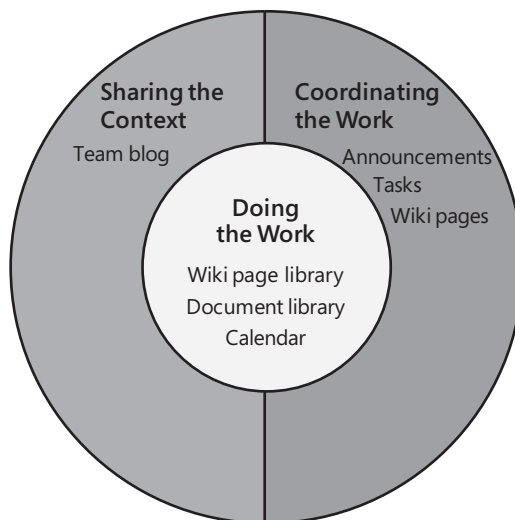 Sharing the
Context
Team blog
Coordinating
the Work
Announcements
Tasks
Wiki pages
Doing
the Work
Wiki page library
Document library
Calendar